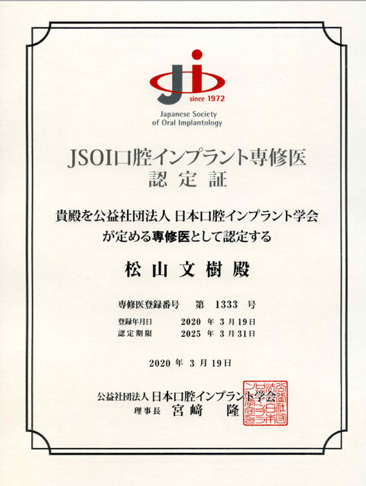 Ji
since 1972
Japanese Society
of Oral Implantology
JSOI口腔インプラント専修医
認定証
貴殿を公益社団法人 日本口腔インプラント学会
が定める専修医として認定する
松山文樹殿
専修医登録番号 第 1333 号
登録年月日 2020 年 3 月 19 日
認定期限 2025 年 3 月 31 日
2020 年 3 月 19 日
公益社団法人 日本口腔インプラント学会
理事長 宮﨑 隆